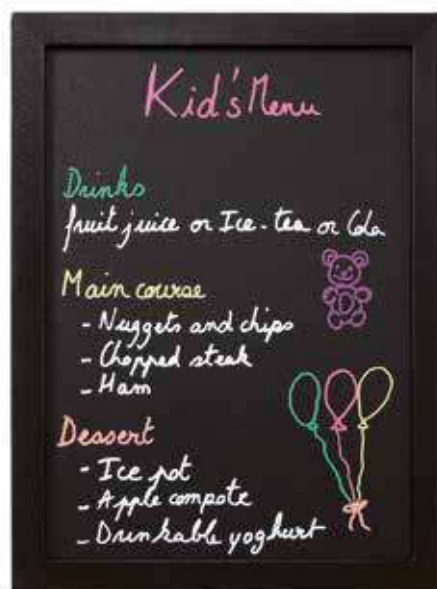 Kid's Menu
Drinks
fruit juice or Ice-tea or Cola
Main course
- Nuggets and chips
- Chopped steak
- Ham
Dessert
- Ice pot
- Apple compote
- Drinkable yoghurt